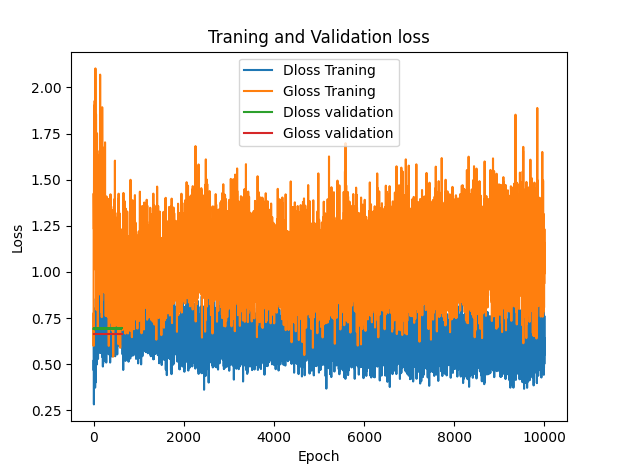 Traning and Validation loss
Dloss Traning
Gloss Traning
Dloss validation
Gloss validation
Loss
2.00
1.75
1.50
1.25
1.00
0.75
0.50
0.25
0
2000
4000
6000
8000
10000
Epoch